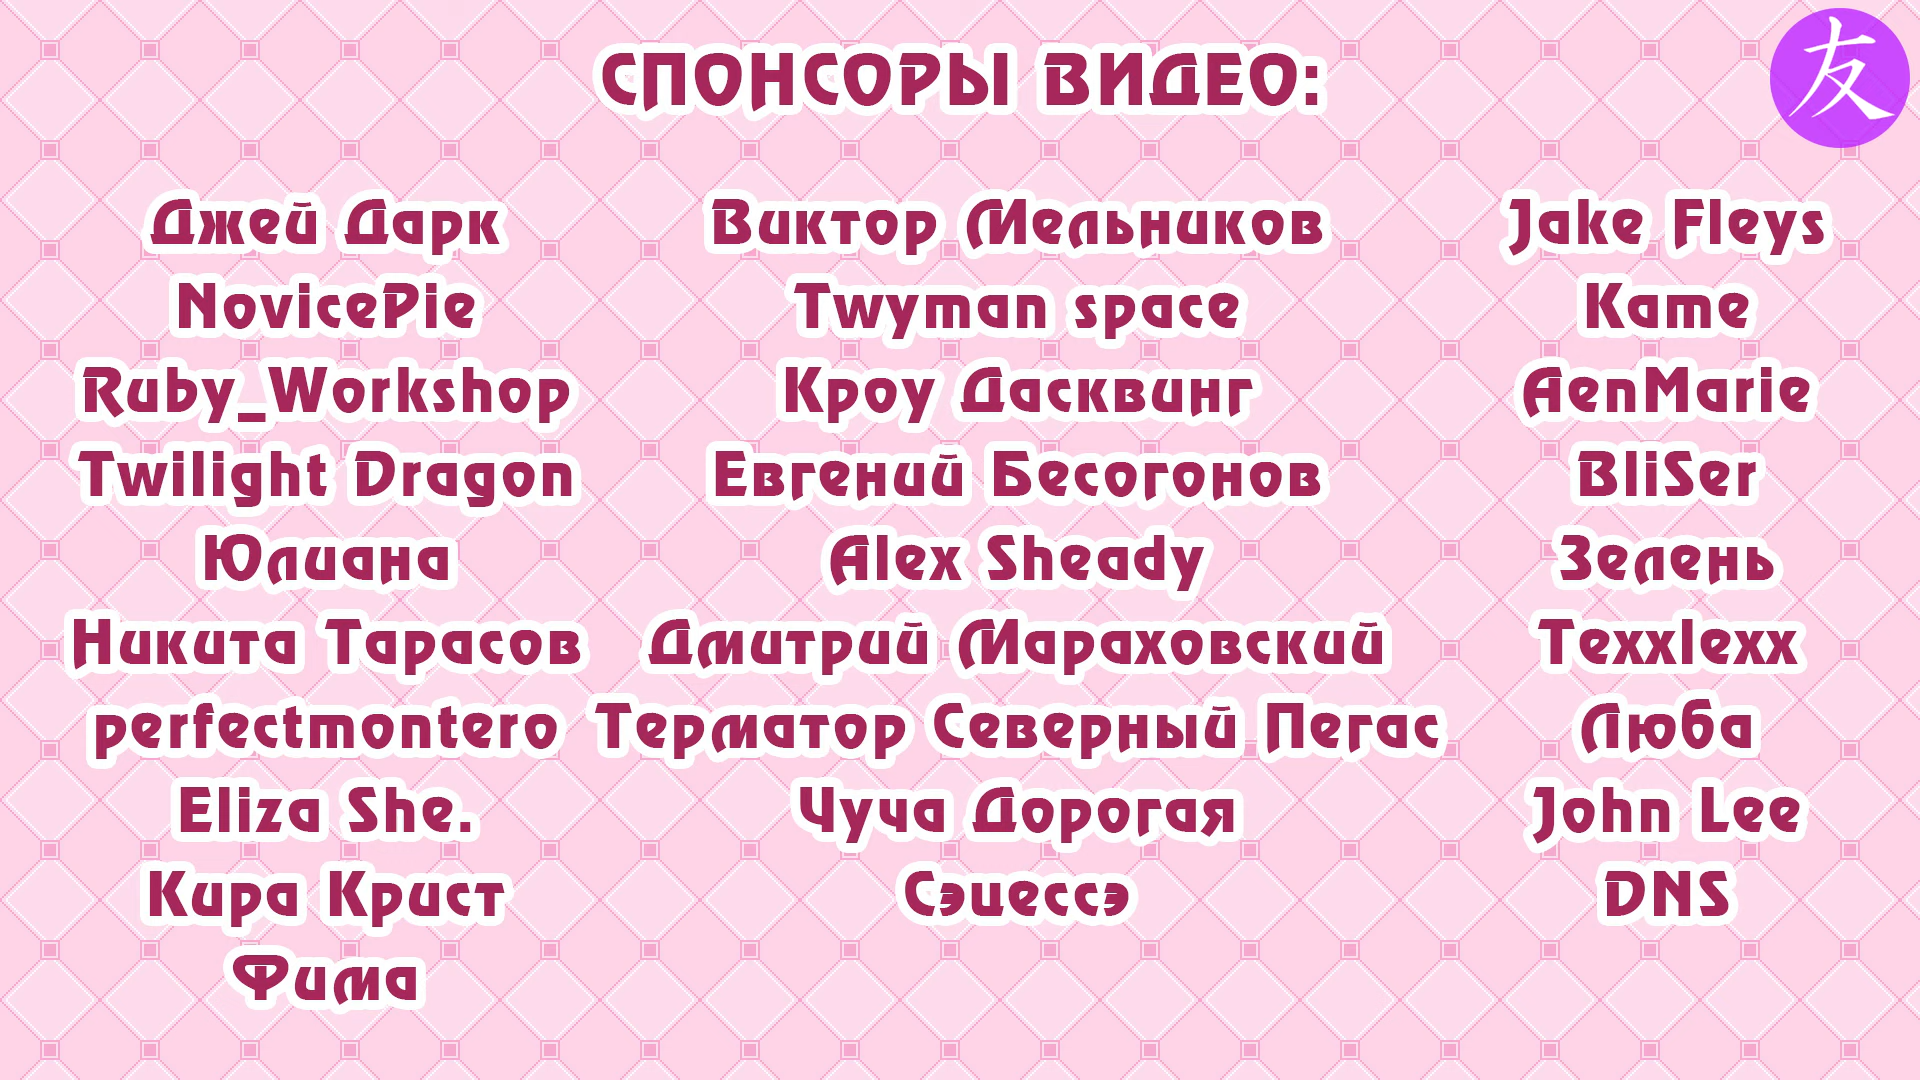 СПОНСОРЫ ВИДЕО:
友
Джей Дарк
NovicePie
Ruby_Workshop
Twilight Dragon
Юлиана
Никита Тарасов
perfectmontero
Eliza She.
Кира Крист
Фима
Виктор Мельников
Twyman space
Кроу Дасквинг
Евгений Бесогонов
Alex Sheady
Дмитрий Мараховский
Терматор Северный Пегас
Чуча Дорогая
Сэцессэ
Jake Fleys
Kame
AenMarie
BliSer
Зелень
Texxlexx
Люба
John Lee
DNS